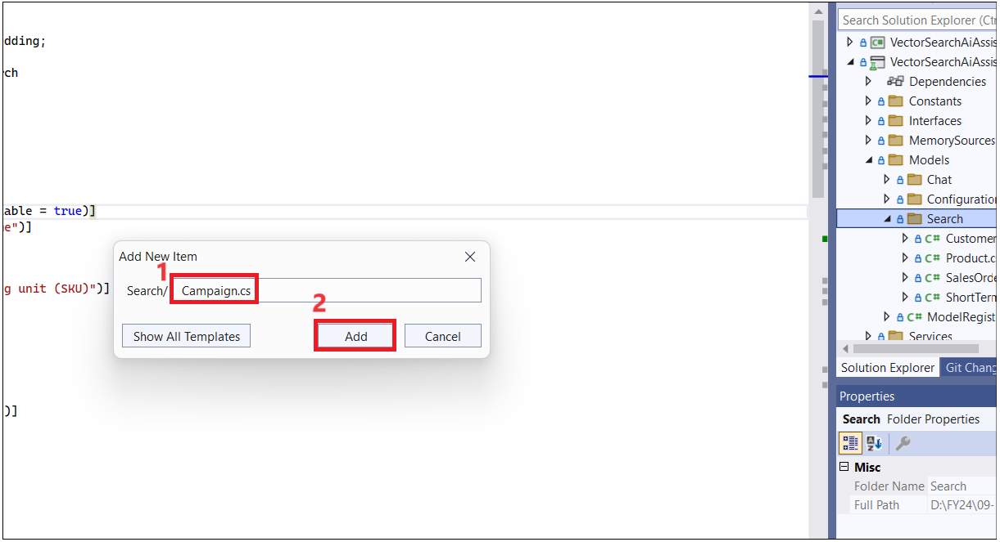 dding;
rch
able = true)]
e")]
g unit (SKU)")]
)]
Add New Item
1
Search/ Campaign.cs
2
Show All Templates
Add
Cancel
Search Solution Explorer (Ctr
C# VectorSearchAiAssis
VectorSearchAiAssis
Dependencies
Constants
Interfaces
MemorySources
Models
Chat
Configuration
Search
C# Customer
C# Product.c
C# SalesOrde
C# ShortTerm
C# ModelRegist
Services
Solution Explorer
Git Chang
Properties
Search Folder Properties
Misc
Folder Name Search
Full Path D:\FY24\09-